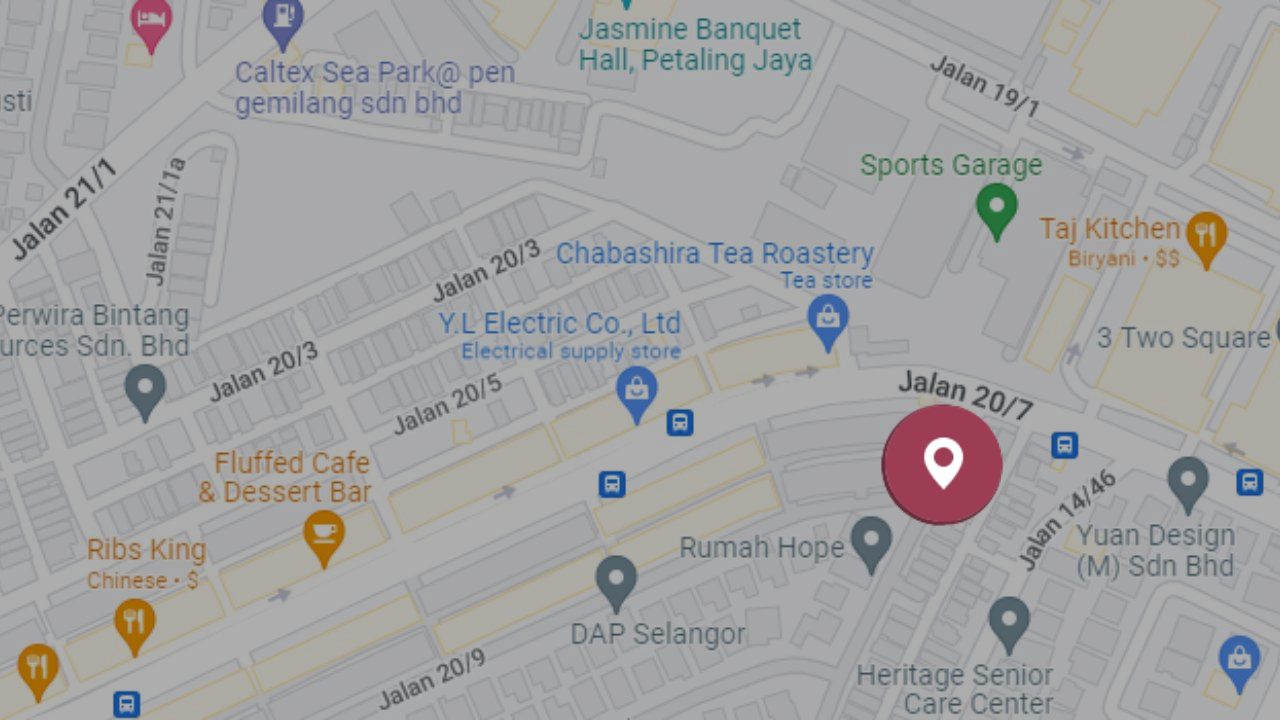 Jasmine Banquet
Hall, Petaling Jaya
Caltex Sea Park@ pen
gemilang sdn bhd
Jalan 19/1
Jalan 21/1
Jalan 21/1a
Sports Garage
Taj Kitchen
Biryani • $$
Jalan 20/3
Chabashira Tea Roastery
Tea store
Perwira Bintang
urces Sdn. Bhd
Y.L Electric Co., Ltd
Electrical supply store
3 Two Square
Jalan 20/3
Jalan 20/5
Jalan 20/7
Fluffed Cafe
& Dessert Bar
Jalan 14/46
Ribs King
Chinese • $
Rumah Hope
Yuan Design
(M) Sdn Bhd
DAP Selangor
Jalan 20/9
Heritage Senior
Care Center